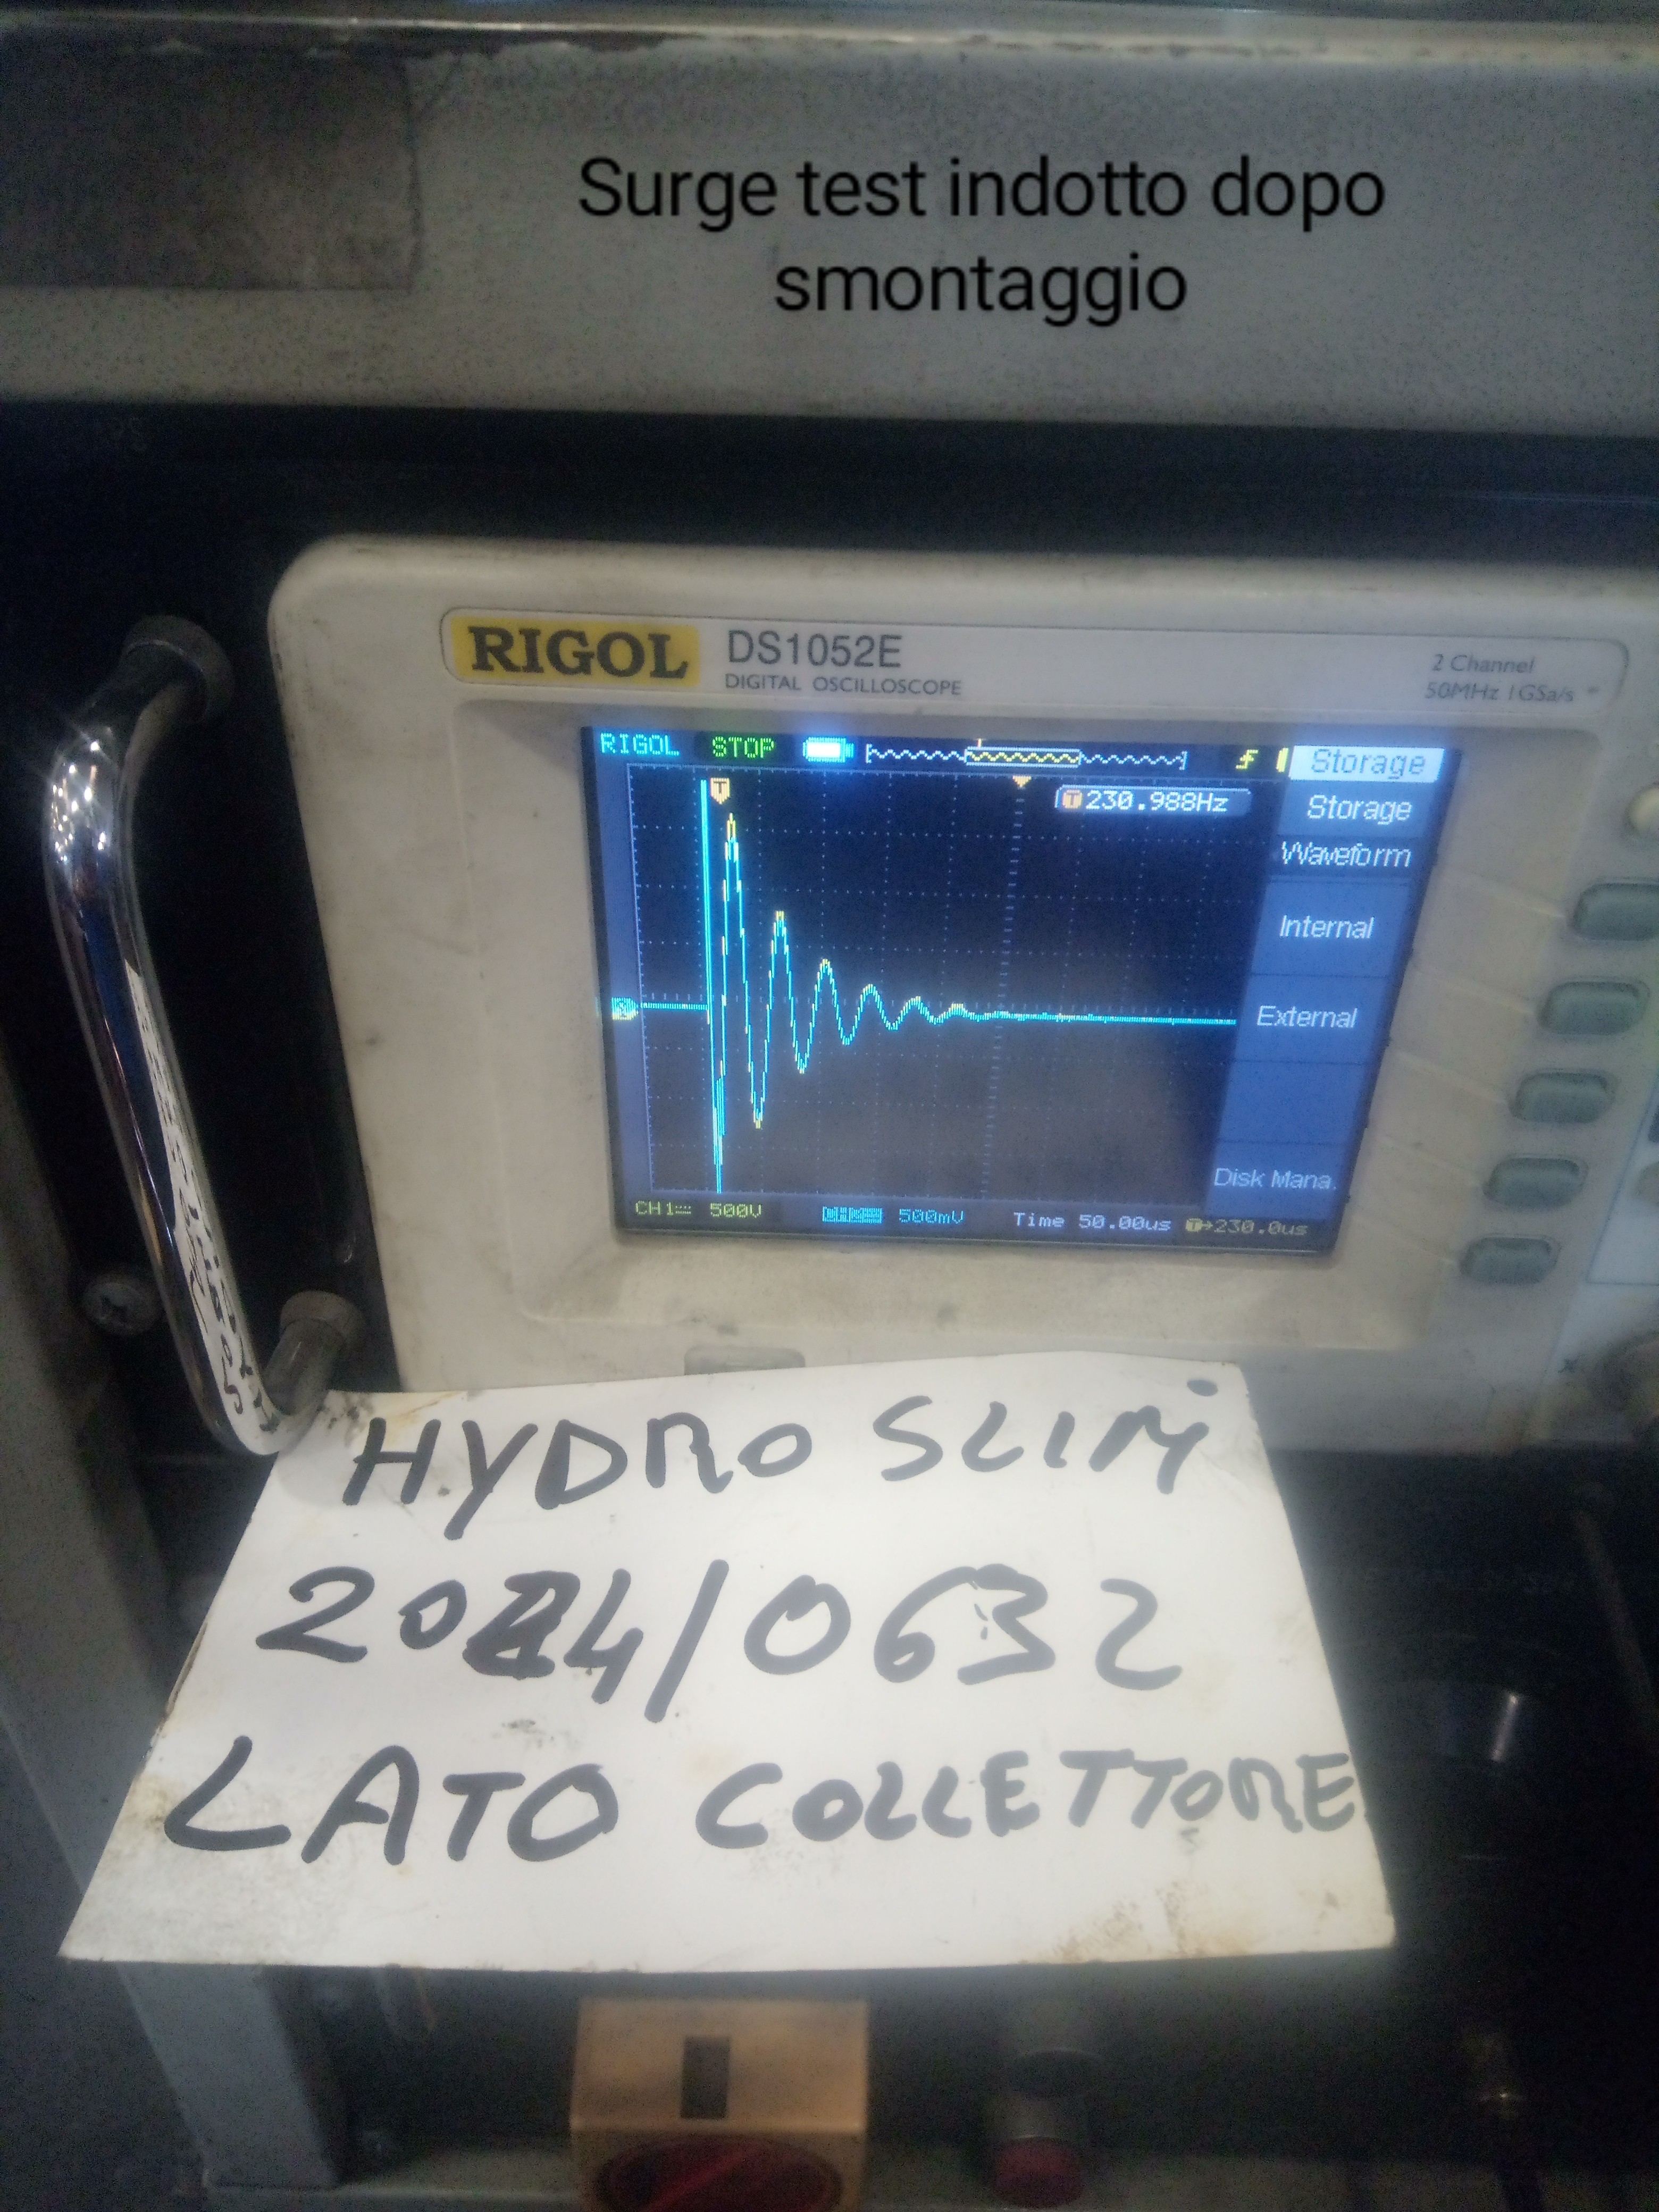 Surge test indotto dopo
smontaggio
RIGOL DS1052E
DIGITAL OSCILLOSCOPE
2 Channel
50MHz 1GSa/s
RIGOL STOP
T 230.988Hz
Storage
Storage
Waveform
Internal
External
Disk Mana.
CH1 500V 500mV Time 50.00us T→230.0us
HYDRO SLIM
2024/0632
LATO COLLETTORE